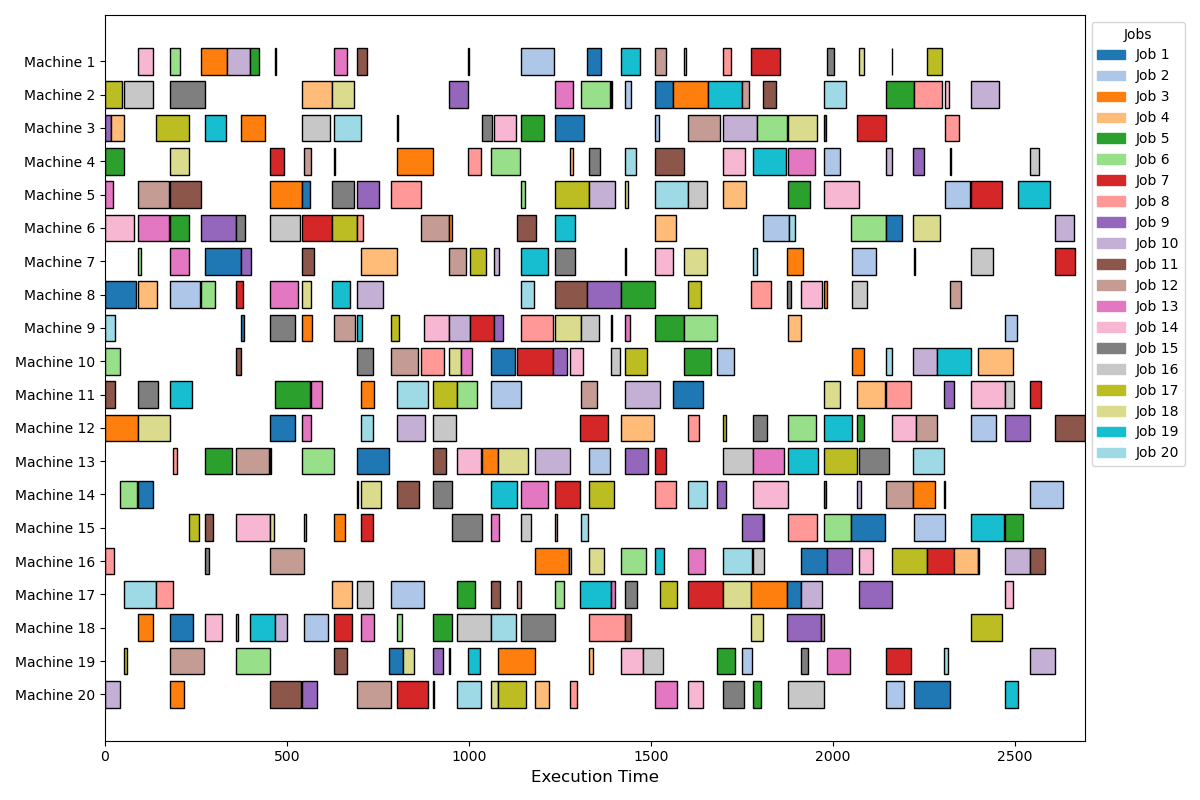 Machine 1
Machine 2
Machine 3
Machine 4
Machine 5
Machine 6
Machine 7
Machine 8
Machine 9
Machine 10
Machine 11
Machine 12
Machine 13
Machine 14
Machine 15
Machine 16
Machine 17
Machine 18
Machine 19
Machine 20
0 500 1000 1500 2000 2500
Execution Time
Jobs
Job 1
Job 2
Job 3
Job 4
Job 5
Job 6
Job 7
Job 8
Job 9
Job 10
Job 11
Job 12
Job 13
Job 14
Job 15
Job 16
Job 17
Job 18
Job 19
Job 20